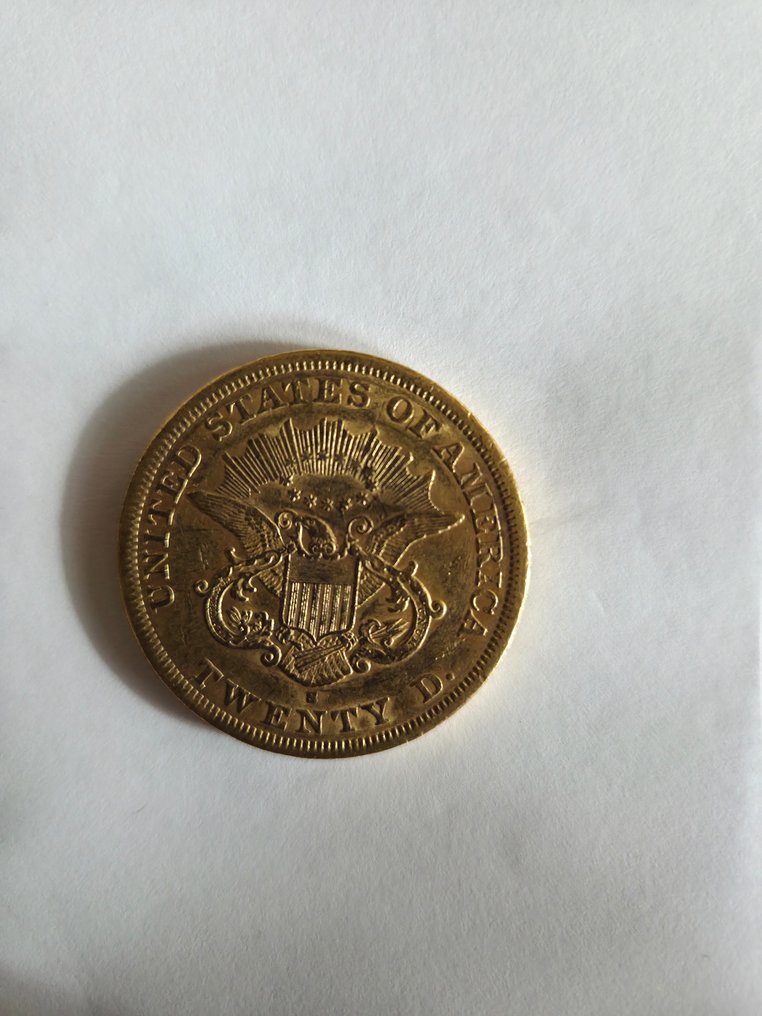 UNITED STATES OF AMERICA
S
TWENTY D.